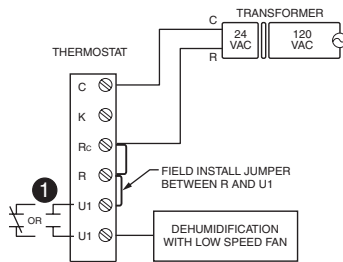 TRANSFORMER
C
24
VAC
120
VAC
R
THERMOSTAT
C
K
Rc
R
FIELD INSTALL JUMPER
BETWEEN R AND U1
1
U1
OR
U1
DEHUMIDIFICATION
WITH LOW SPEED FAN